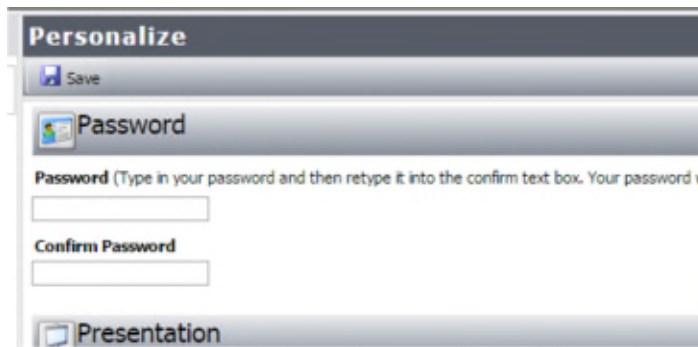 Personalize
Save
Password
Password (Type in your password and then retype it into the confirm text box. Your password
Confirm Password
Presentation